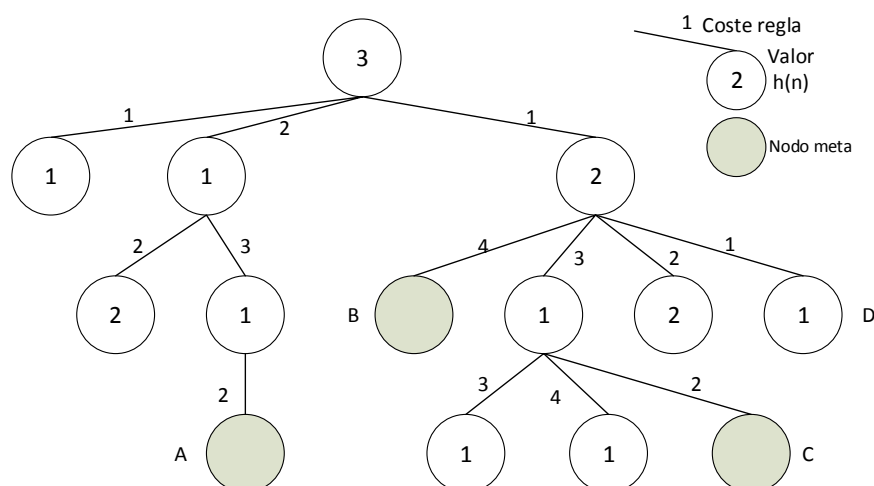 3
1 Coste regla
Valor
2 h(n)
Nodo meta
1 2 1
1 1 2
2 3 4 3 2 1
2 1 B 1 2 1 D
2 3 4 2
A 1 1 C